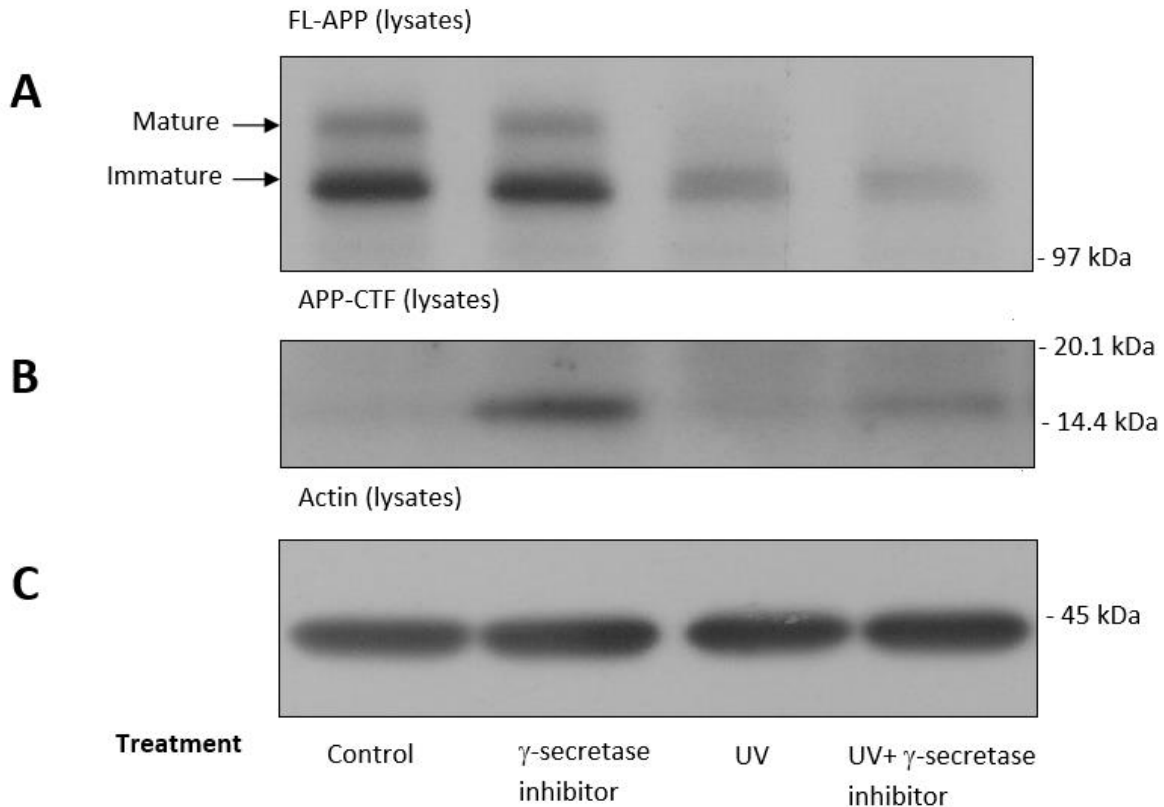 FL-APP (lysates)
A
Mature
Immature
- 97 kDa
APP-CTF (lysates)
B
- 20.1 kDa
- 14.4 kDa
Actin (lysates)
C
- 45 kDa
Treatment
Control
γ-secretase
inhibitor
UV
UV+ γ-secretase
inhibitor